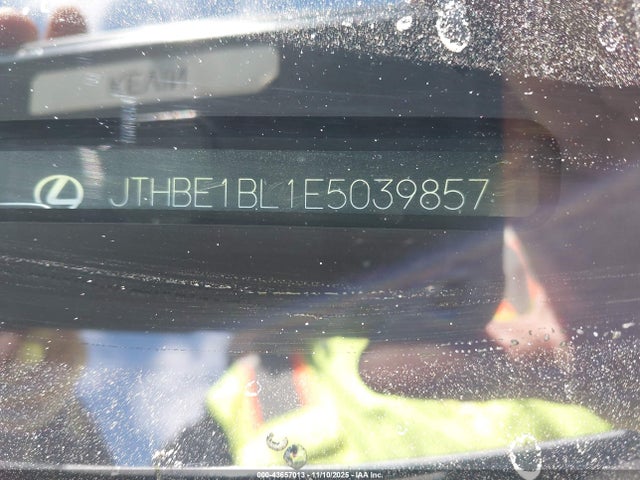 JTHBE1BL1E5039857
000-43657013 - 11/10/2025 - IAA Inc.